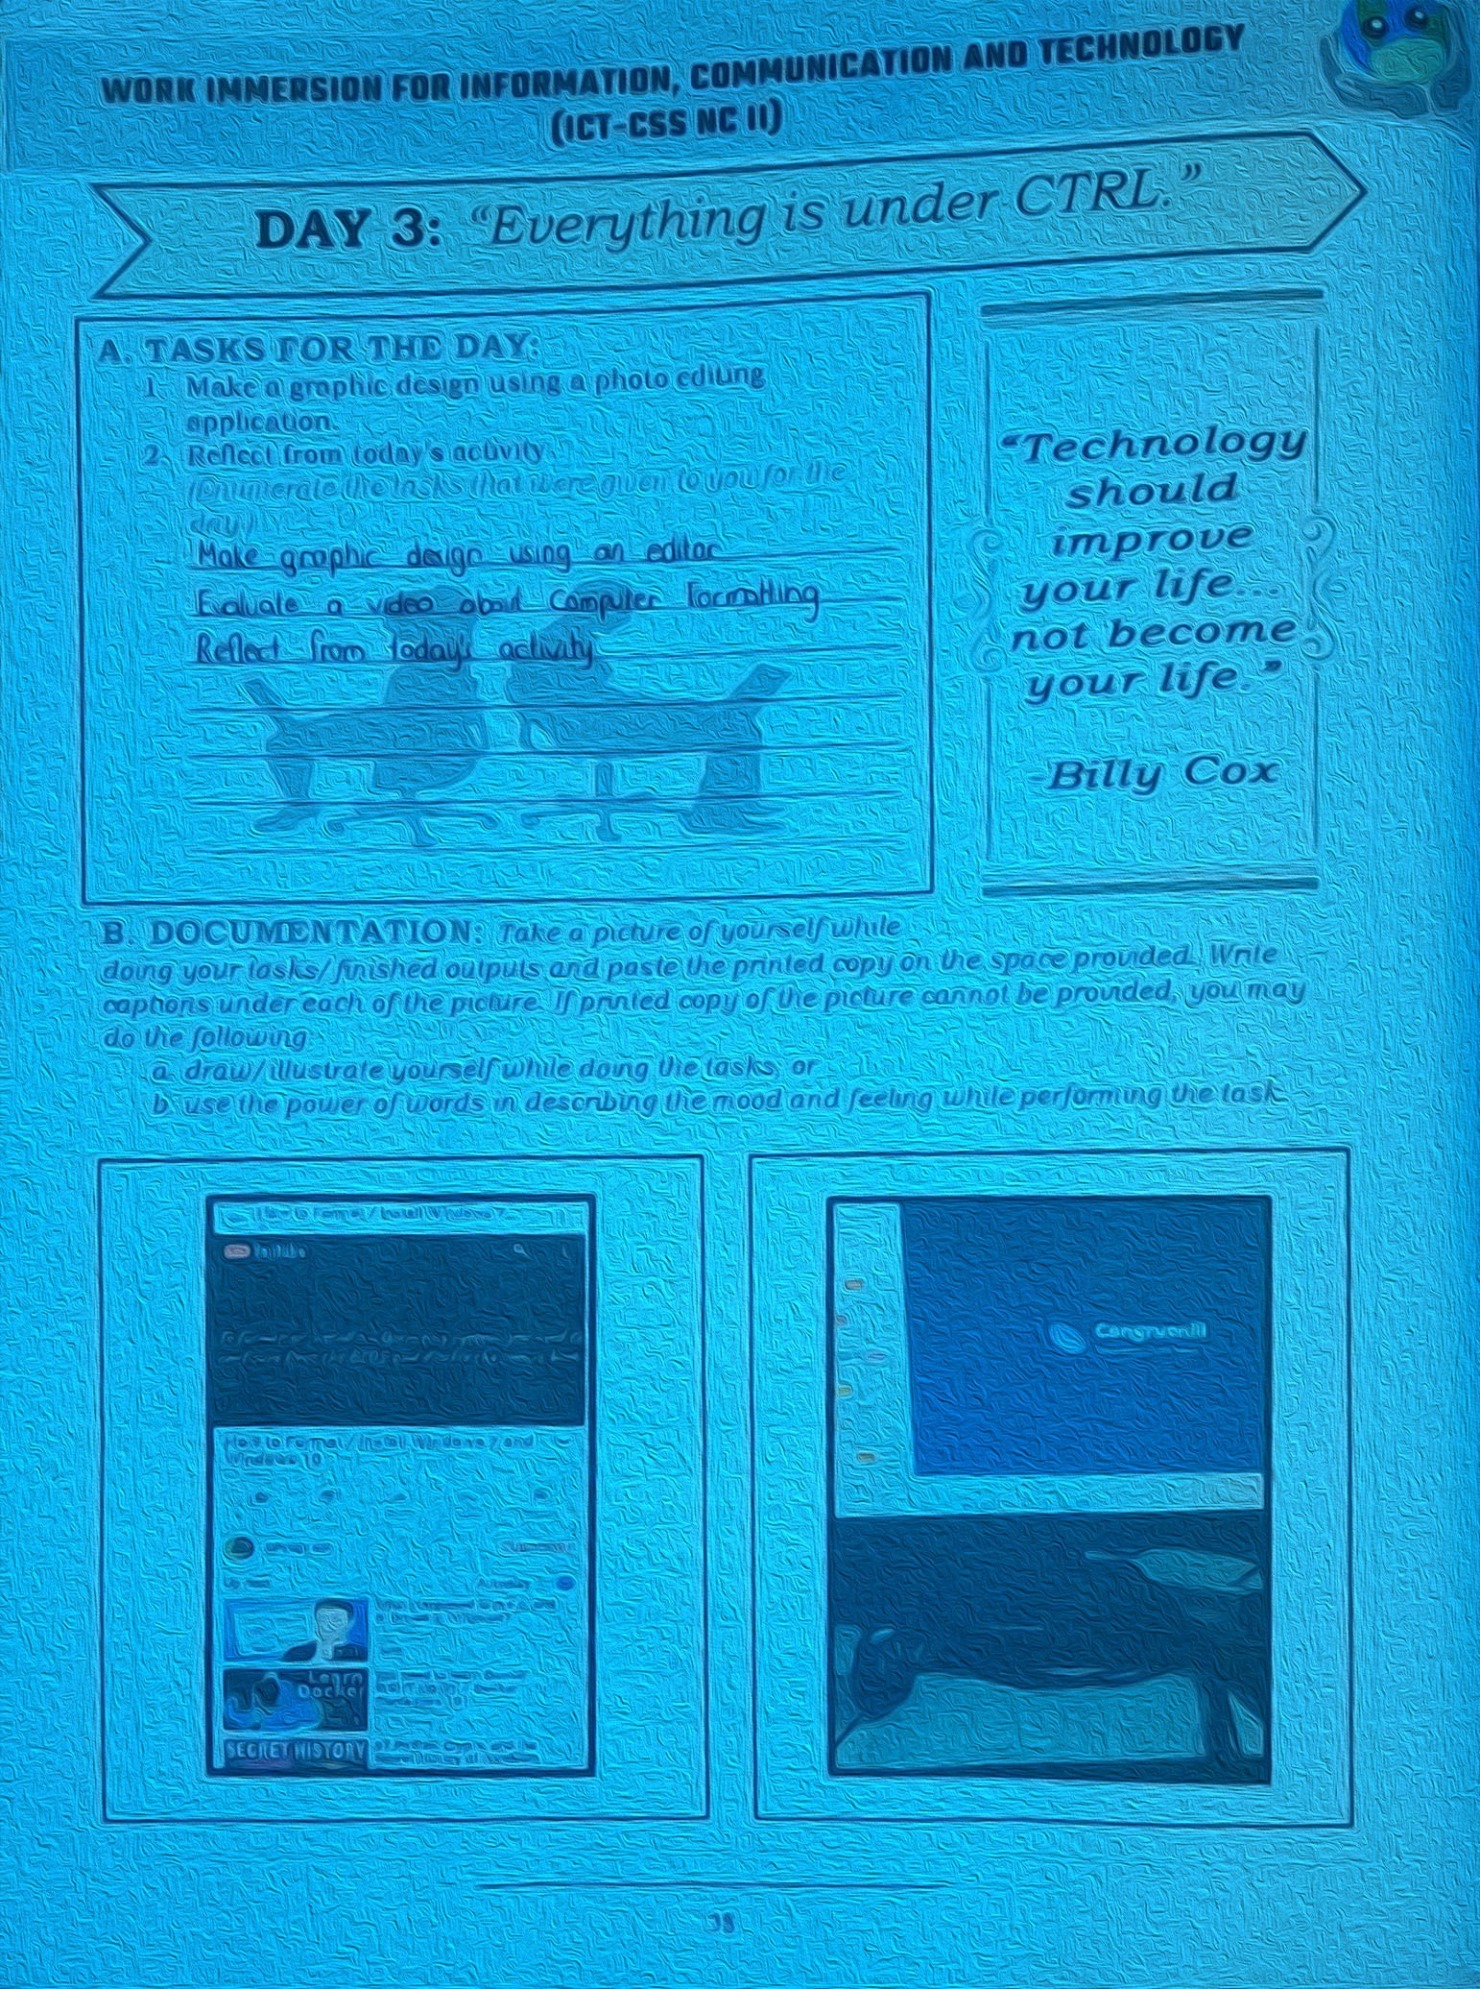 WORK IMMERSION FOR INFORMATION, COMMUNICATION AND TECHNOLOGY
(ICT-CSS NC II)
DAY 3: “Everything is under CTRL.”
A. TASKS FOR THE DAY:
1. Make a graphic design using a photo editing
application.
2. Reflect from today's activity.
(Enumerate the tasks that were given to you for the
day.)
Make graphic design using an editor
Evaluate a video about Computer Formatting
Reflect from today's activity
“Technology
should
improve
your life...
not become
your life.”
-Billy Cox
B. DOCUMENTATION: Take a picture of yourself while
doing your tasks/finished outputs and paste the printed copy on the space provided. Write
captions under each of the picture. If printed copy of the picture cannot be provided, you may
do the following:
a. draw/illustrate yourself while doing the tasks; or
b. use the power of words in describing the mood and feeling while performing the task.
How to Format / Install Windows 7
YouTube
How to Format / Install Windows 7 and
Windows 10
Up next
Learn
Docker
SECRET HISTORY